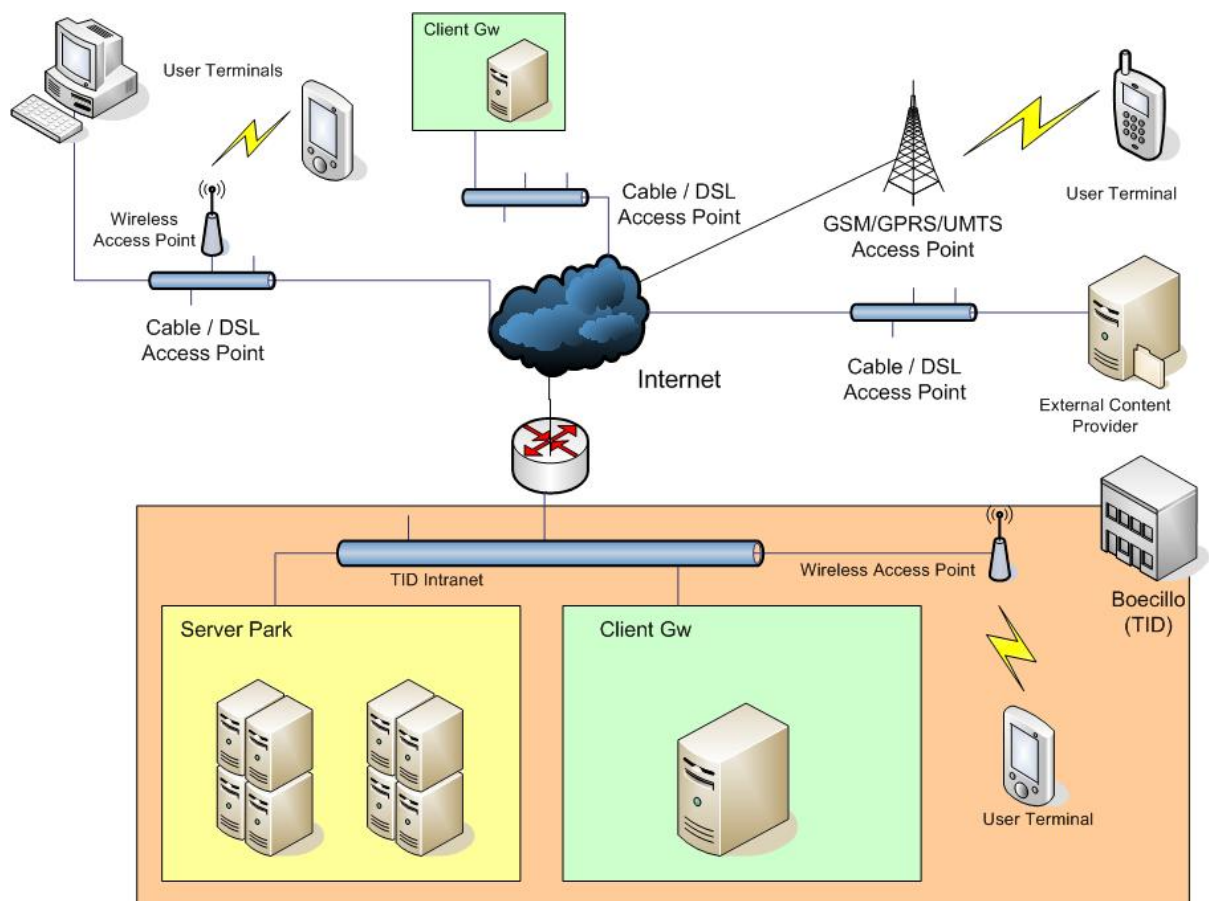 Client Gw
User Terminals
Wireless
Access Point
Cable / DSL
Access Point
Cable / DSL
Access Point
GSM/GPRS/UMTS
Access Point
User Terminal
Internet
Cable / DSL
Access Point
External Content
Provider
TID Intranet
Wireless Access Point
Boecillo
(TID)
Server Park
Client Gw
User Terminal